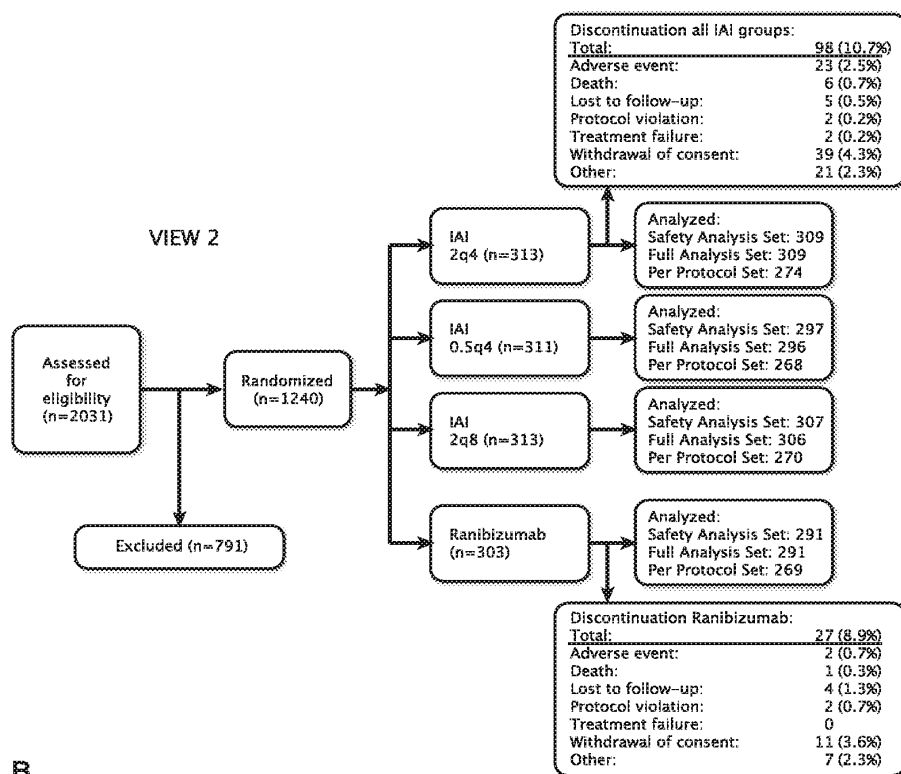 Discontinuation all IAI groups:
Total: 98 (10.7%)
Adverse event: 23 (2.5%)
Death: 6 (0.7%)
Lost to follow-up: 5 (0.5%)
Protocol violation: 2 (0.2%)
Treatment failure: 2 (0.2%)
Withdrawal of consent: 39 (4.3%)
Other: 21 (2.3%)
VIEW 2
Assessed
for
eligibility
(n=2031)
Excluded (n=791)
Randomized
(n=1240)
IAI
2q4 (n=313)
Analyzed:
Safety Analysis Set: 309
Full Analysis Set: 309
Per Protocol Set: 274
IAI
0.5q4 (n=311)
Analyzed:
Safety Analysis Set: 297
Full Analysis Set: 296
Per Protocol Set: 268
IAI
2q8 (n=313)
Analyzed:
Safety Analysis Set: 307
Full Analysis Set: 306
Per Protocol Set: 270
Ranibizumab
(n=303)
Analyzed:
Safety Analysis Set: 291
Full Analysis Set: 291
Per Protocol Set: 269
Discontinuation Ranibizumab:
Total: 27 (8.9%)
Adverse event: 2 (0.7%)
Death: 1 (0.3%)
Lost to follow-up: 4 (1.3%)
Protocol violation: 2 (0.7%)
Treatment failure: 0
Withdrawal of consent: 11 (3.6%)
Other: 7 (2.3%)
B